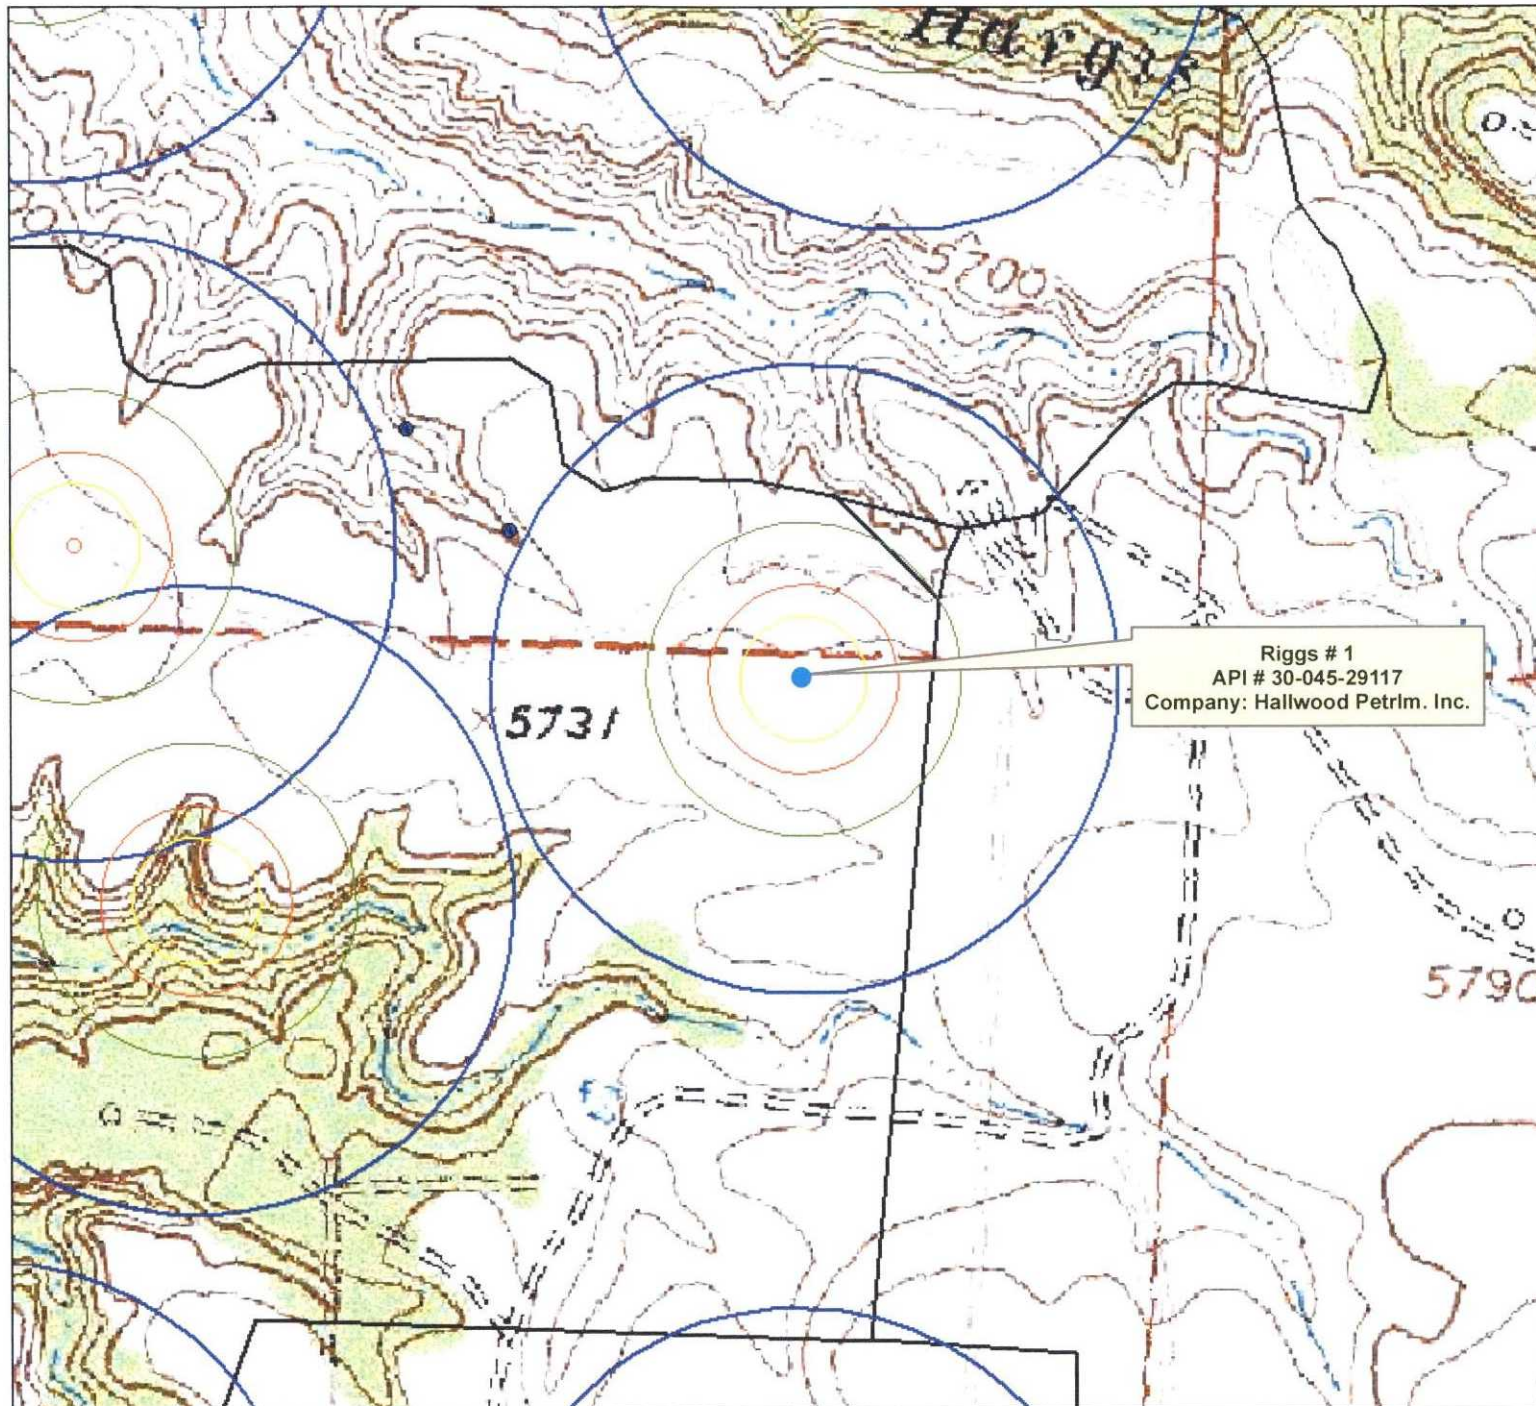 Hargis
5700
Riggs # 1
API # 30-045-29117
Company: Hallwood Petrlm. Inc.
5731
5790